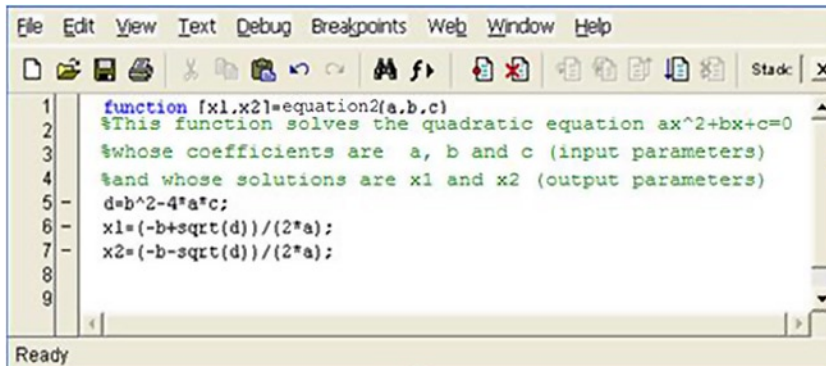 File Edit View Text Debug Breakpoints Web Window Help
Stack:
1 function [x1,x2]=equation2(a,b,c)
2 %This function solves the quadratic equation ax^2+bx+c=0
3 %whose coefficients are a, b and c (input parameters)
4 %and whose solutions are x1 and x2 (output parameters)
5 - d=b^2-4*a*c;
6 - x1=(-b+sqrt(d))/(2*a);
7 - x2=(-b-sqrt(d))/(2*a);
8
9
Ready